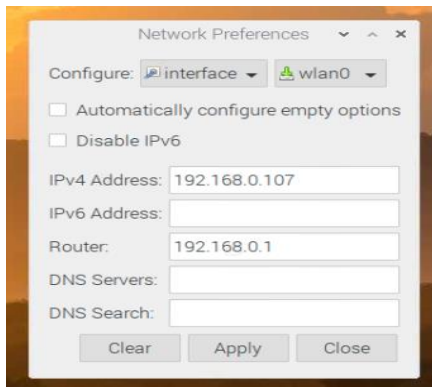 Network Preferences
Configure: interface wlan0
Automatically configure empty options
Disable IPv6
IPv4 Address: 192.168.0.107
IPv6 Address:
Router: 192.168.0.1
DNS Servers:
DNS Search:
Clear Apply Close